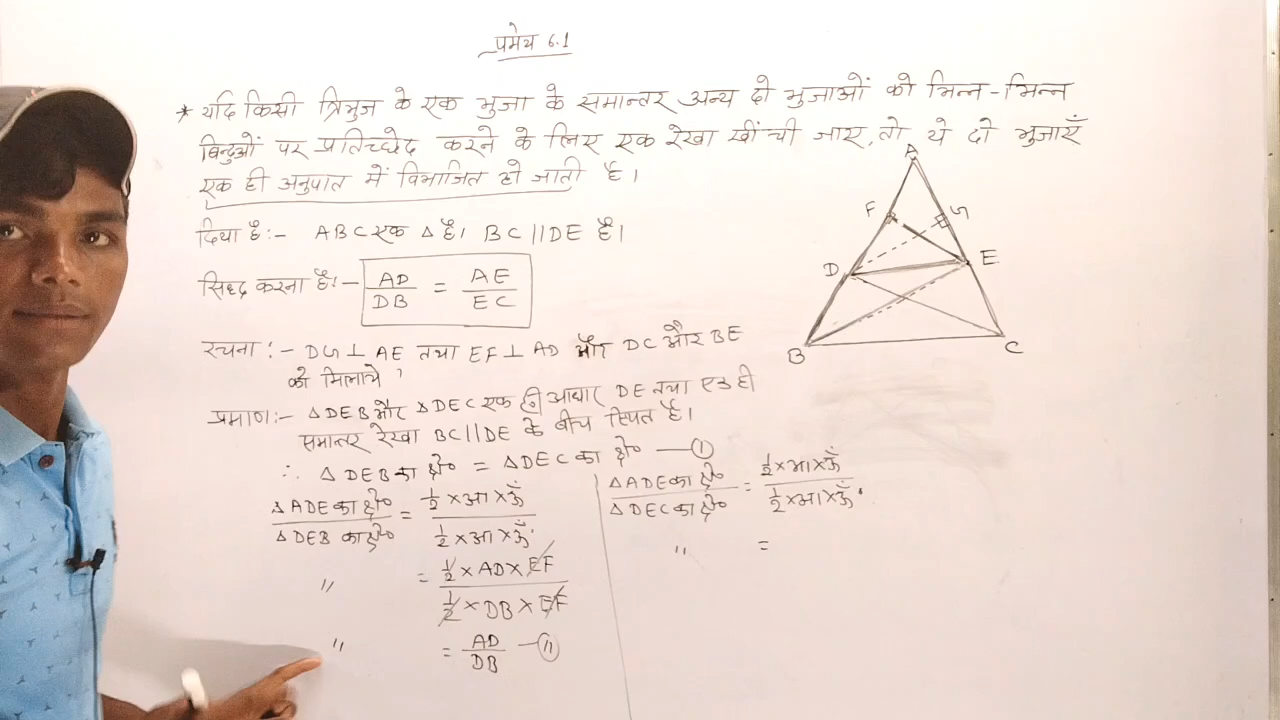 प्रमेय 6.1
* यदि किसी त्रिभुज के एक भुजा के समान्तर अन्य दो भुजाओं को भिन्न-भिन्न
बिन्दुओं पर प्रतिच्छेद करने के लिए एक रेखा खींची जाए, तो ये दो भुजाएँ
एक ही अनुपात में विभाजित हो जाती है।
दिया है:- ABC एक Δ है। BC||DE है।
सिद्ध करना है।- AD/DB = AE/EC
रचना:- DG⊥AE तथा EF⊥AD और DC और BE
को मिलाये।
प्रमाण:- ΔDEB और ΔDEC एक ही आधार DE तथा एक ही
समान्तर रेखा BC||DE के बीच स्थित है।
∴ ΔDEB का क्षे० = ΔDEC का क्षे० —(I)
ΔADE का क्षे०/ΔDEB का क्षे० = ½×आ×ऊँ/½×आ×ऊँ
" = ½×AD×EF/½×DB×EF
" = AD/DB —(II)
ΔADE का क्षे०/ΔDEC का क्षे० = ½×आ×ऊँ/½×आ×ऊँ
" =
A
F
G
D
E
B
C